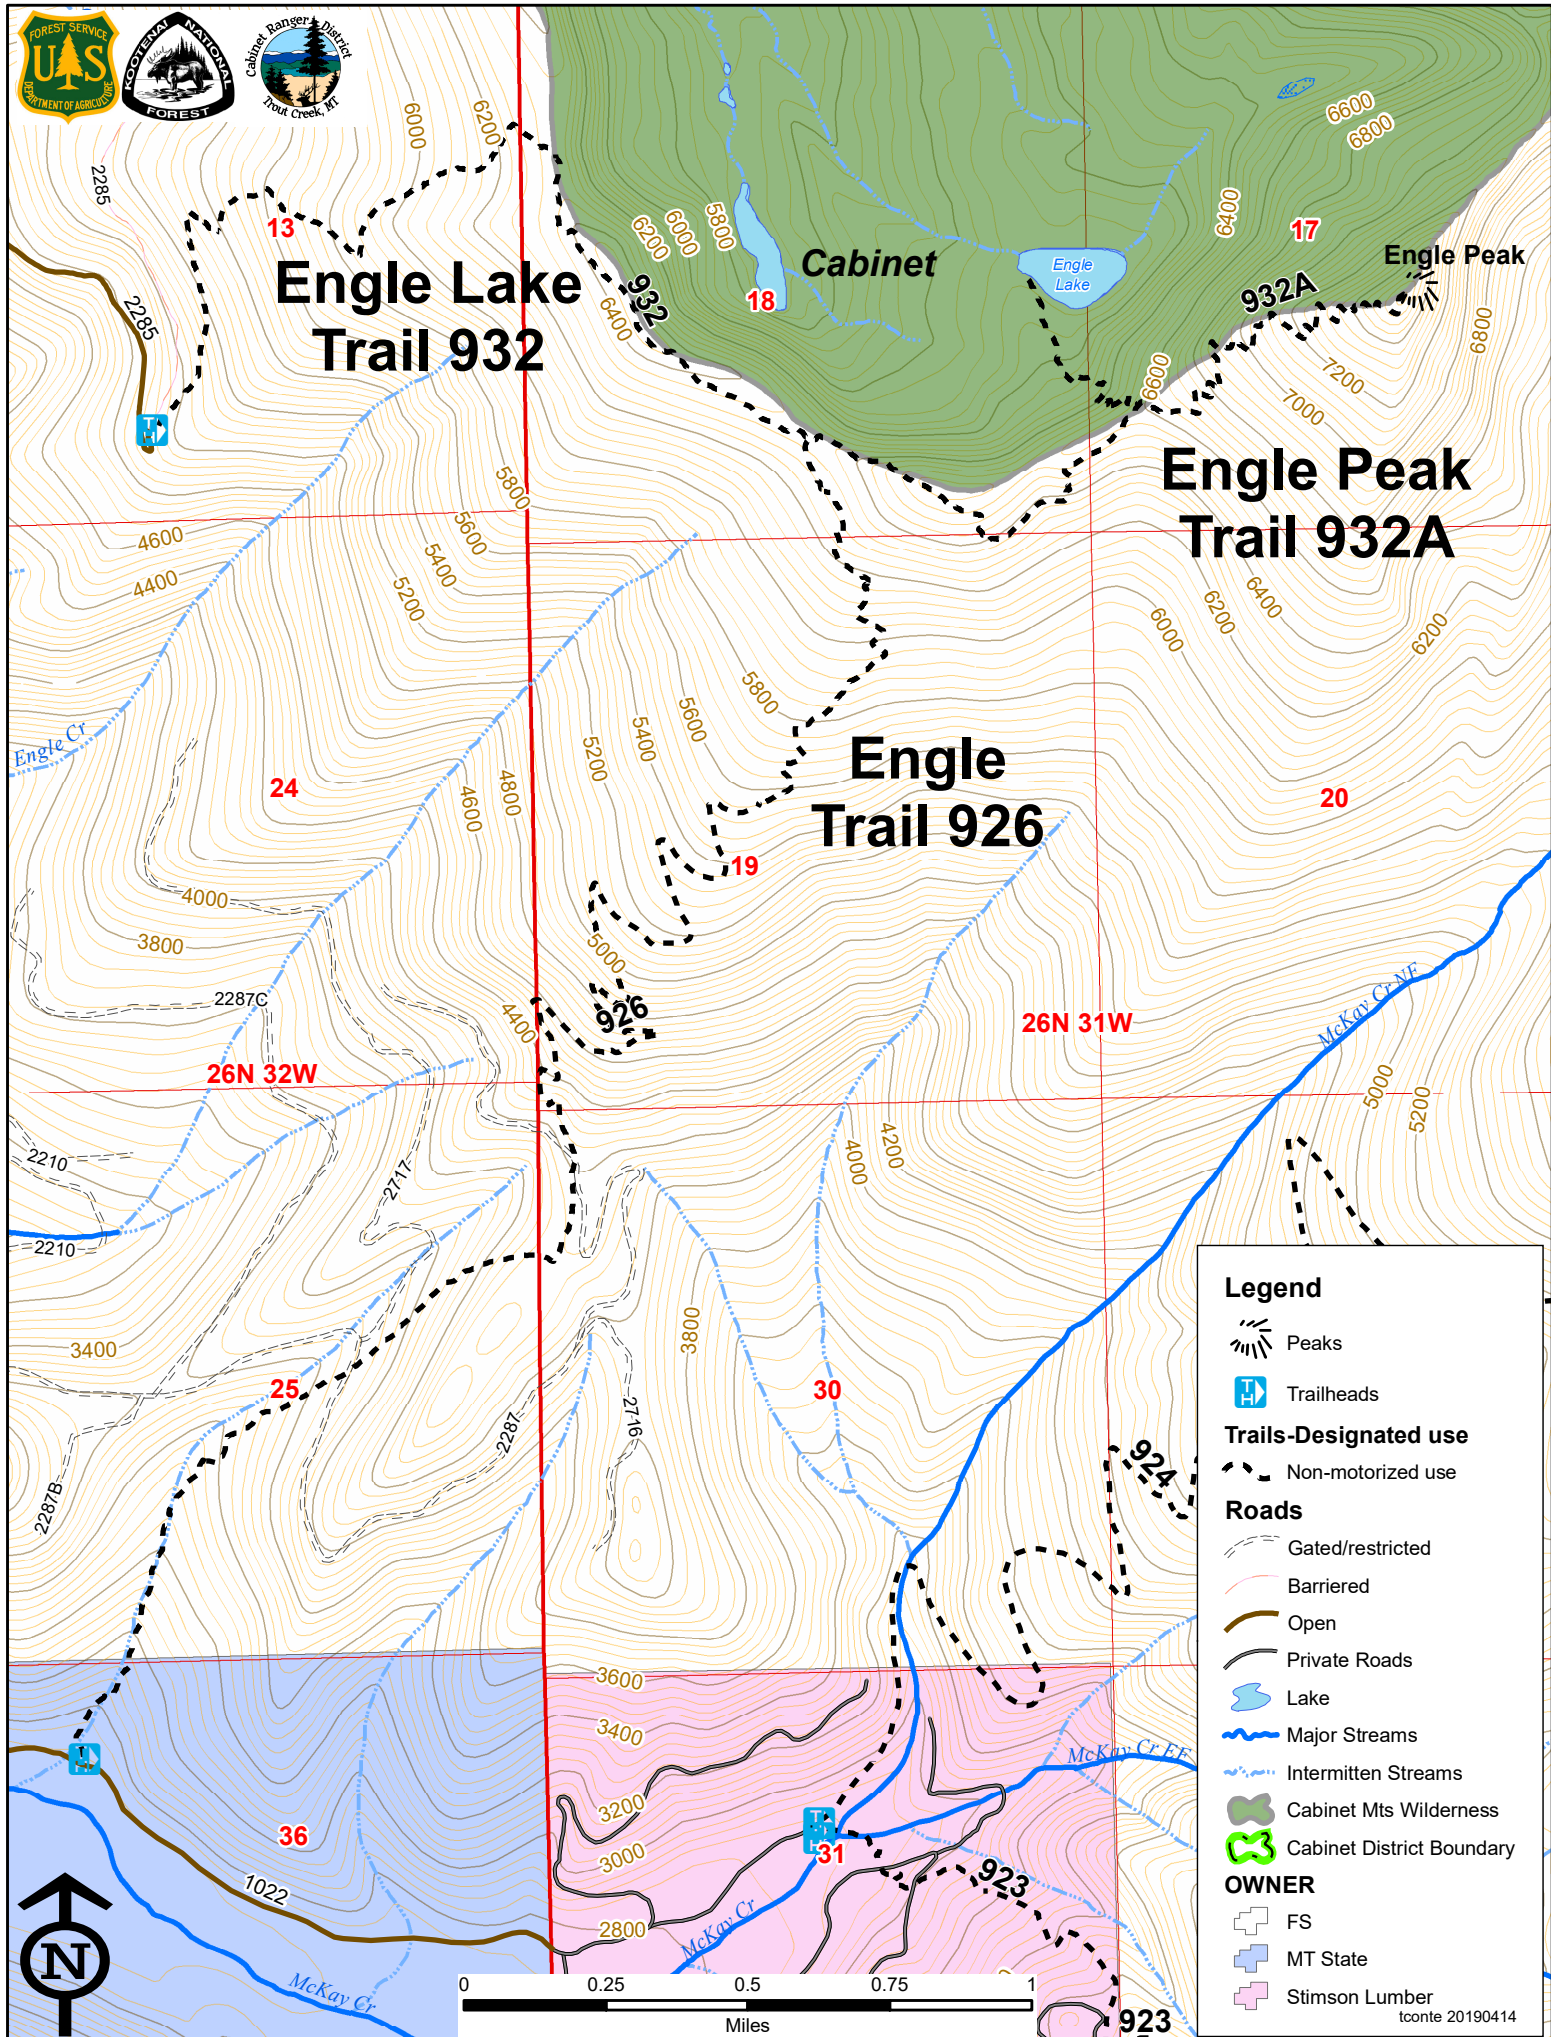 FOREST SERVICE
US
DEPARTMENT OF AGRICULTURE
KOOTENAI NATIONAL
FOREST
Cabinet Ranger District
Trout Creek, MT
6000
6200
6600
6800
2285
13
6200
6000
5800
6400
17
Cabinet
Engle
Lake
Engle Peak
Engle Lake
Trail 932
2285
932
6400
18
932A
6800
6600
7200
7000
Engle Peak
Trail 932A
5800
5600
5400
5200
4600
4400
6400
6200
6000
6200
Engle Cr
5800
5600
5400
5200
Engle
Trail 926
24
4800
4600
20
19
4000
3800
5000
2287C
4400
926
26N 31W
McKay Cr NF
26N 32W
5000
5200
2210
2717
4200
4000
2210
3400
3800
25
30
2716
2287
2287B
924
3600
3400
McKay Cr EF
3200
3000
36
31
TH
TH
TH
1022
923
2800
McKay Cr
McKay Cr
923
N
0 0.25 0.5 0.75 1
Miles
Legend
Peaks
TH Trailheads
Trails-Designated use
Non-motorized use
Roads
Gated/restricted
Barriered
Open
Private Roads
Lake
Major Streams
Intermitten Streams
Cabinet Mts Wilderness
Cabinet District Boundary
OWNER
FS
MT State
Stimson Lumber
tconte 20190414